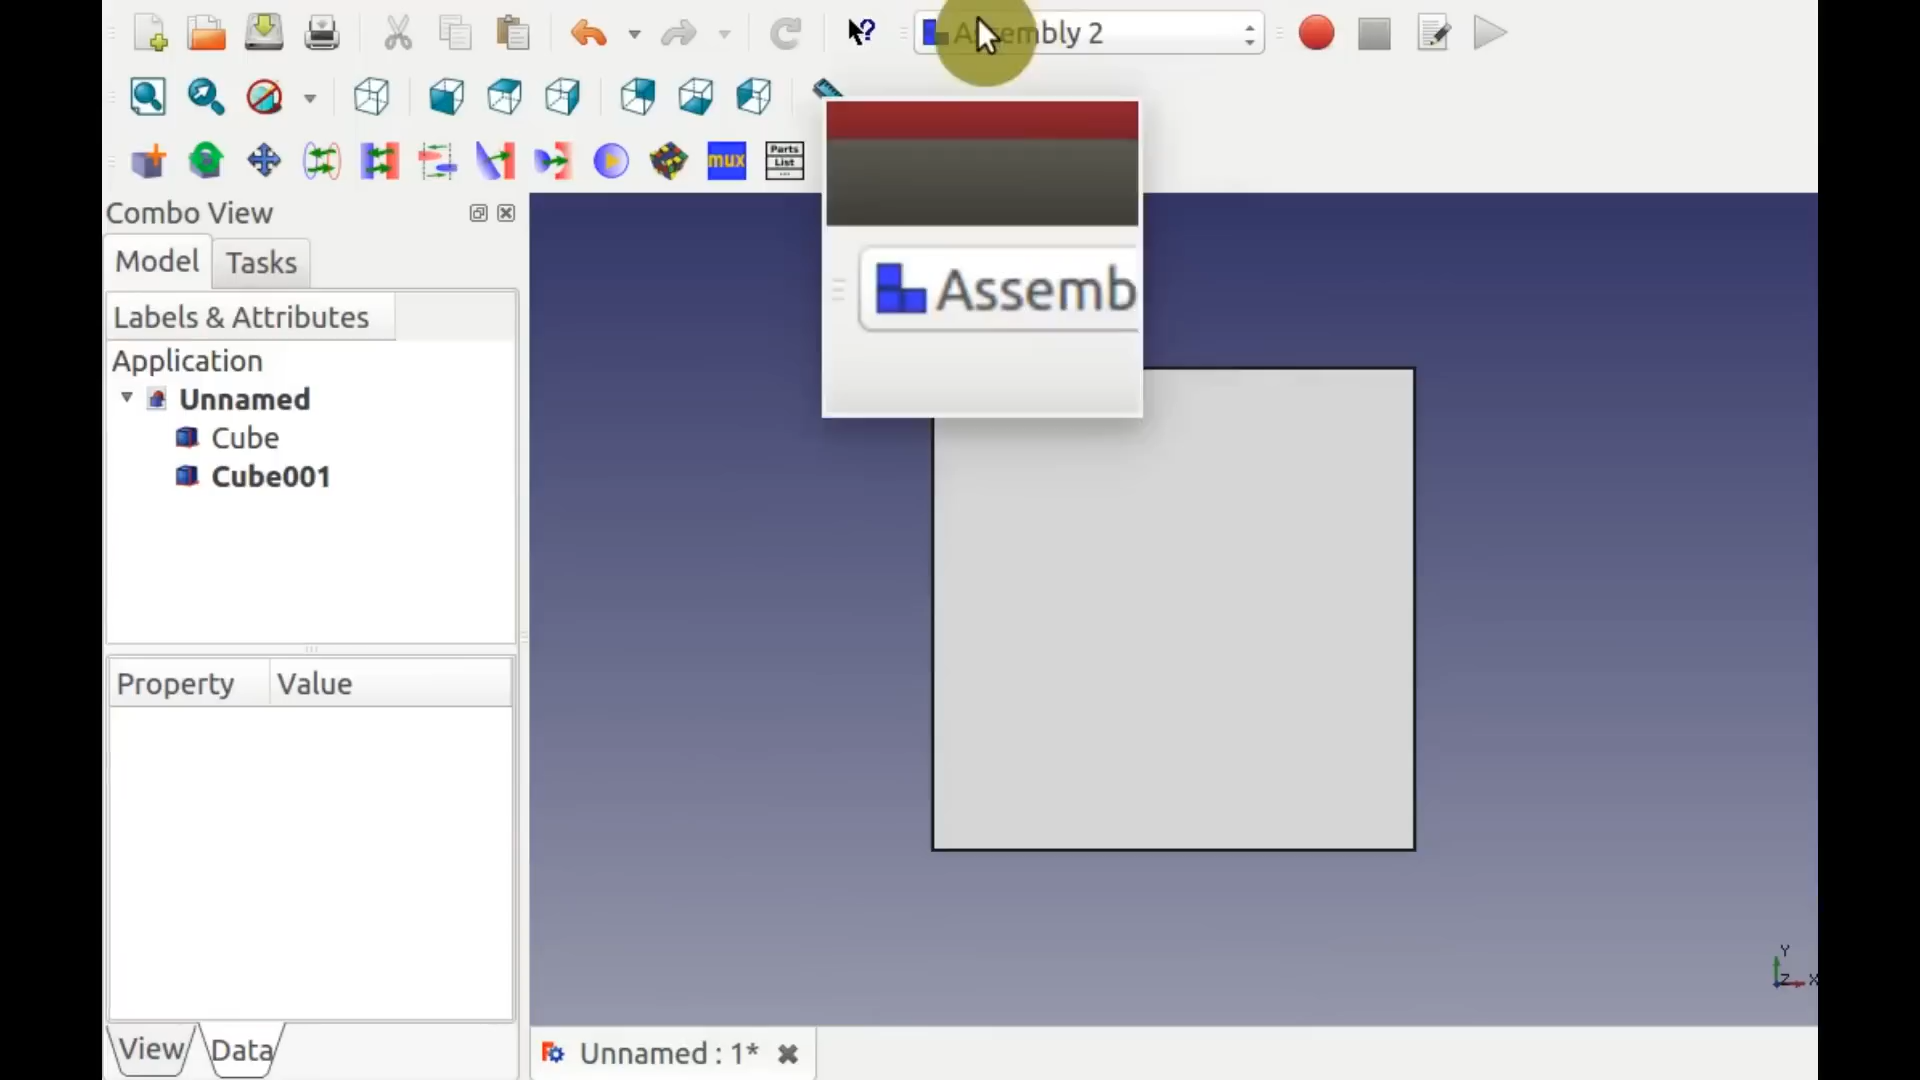 ?
Assembly 2
mux
Parts
List
Assemb
Combo View
Model
Tasks
Labels & Attributes
Application
Unnamed
Cube
Cube001
Property
Value
View
Data
Y
Z
X
Unnamed : 1*